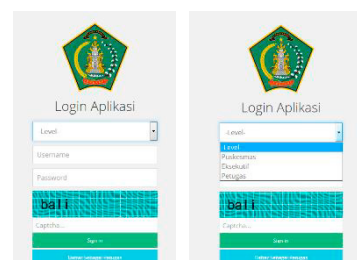 Login Aplikasi
-Level-
Username
Password
bali
Captcha...
Sign in
Login Aplikasi
-Level-
-Level-
Puskesmas
Eksekutif
Petugas
bali
Captcha...
Sign in